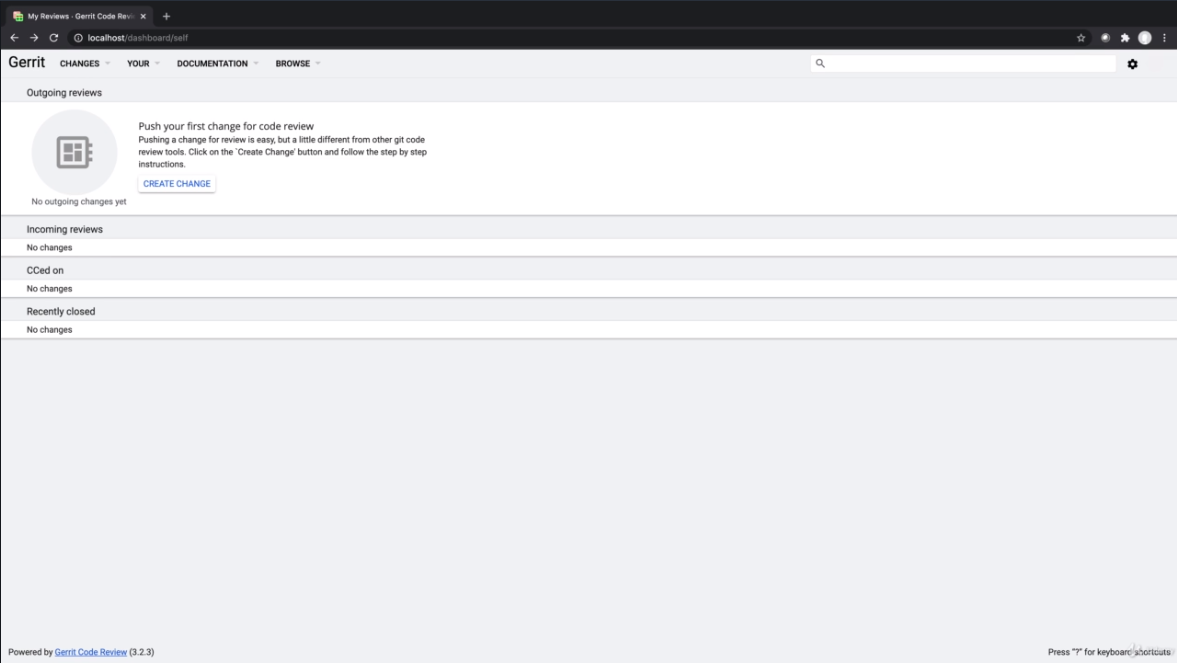 My Reviews · Gerrit Code Revi
localhost/dashboard/self
Gerrit CHANGES YOUR DOCUMENTATION BROWSE
Outgoing reviews
Push your first change for code review
Pushing a change for review is easy, but a little different from other git code
review tools. Click on the `Create Change' button and follow the step by step
instructions.
CREATE CHANGE
No outgoing changes yet
Incoming reviews
No changes
CCed on
No changes
Recently closed
No changes
Powered by Gerrit Code Review (3.2.3)
Press "?" for keyboard shortcuts